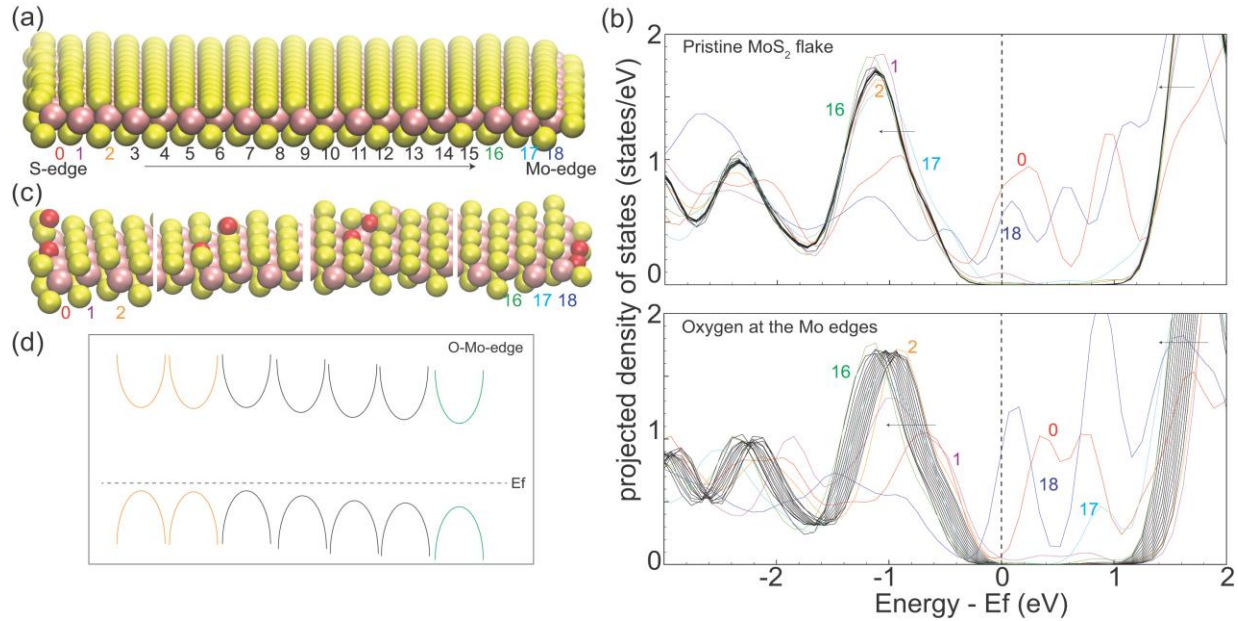 (a)
0 1 2 3 4 5 6 7 8 9 10 11 12 13 14 15 16 17 18
S-edge Mo-edge
(c)
0 1 2 16 17 18
(d)
O-Mo-edge
Ef
(b)
Pristine MoS₂ flake
2
1
0
16
1
2
17
0
18
Oxygen at the Mo edges
2
1
0
16
2
1
0
18
17
-2 -1 0 1 2
Energy - Ef (eV)
projected density of states (states/eV)